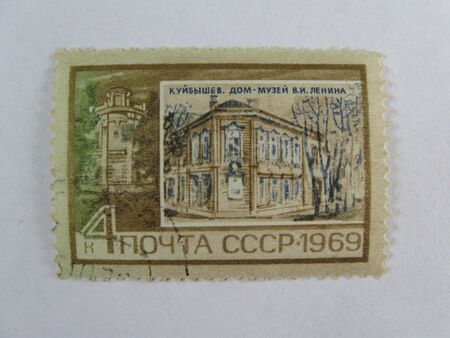 КУЙБЫШЕВ. ДОМ-МУЗЕЙ В.И. ЛЕНИНА
4 К ПОЧТА СССР·1969